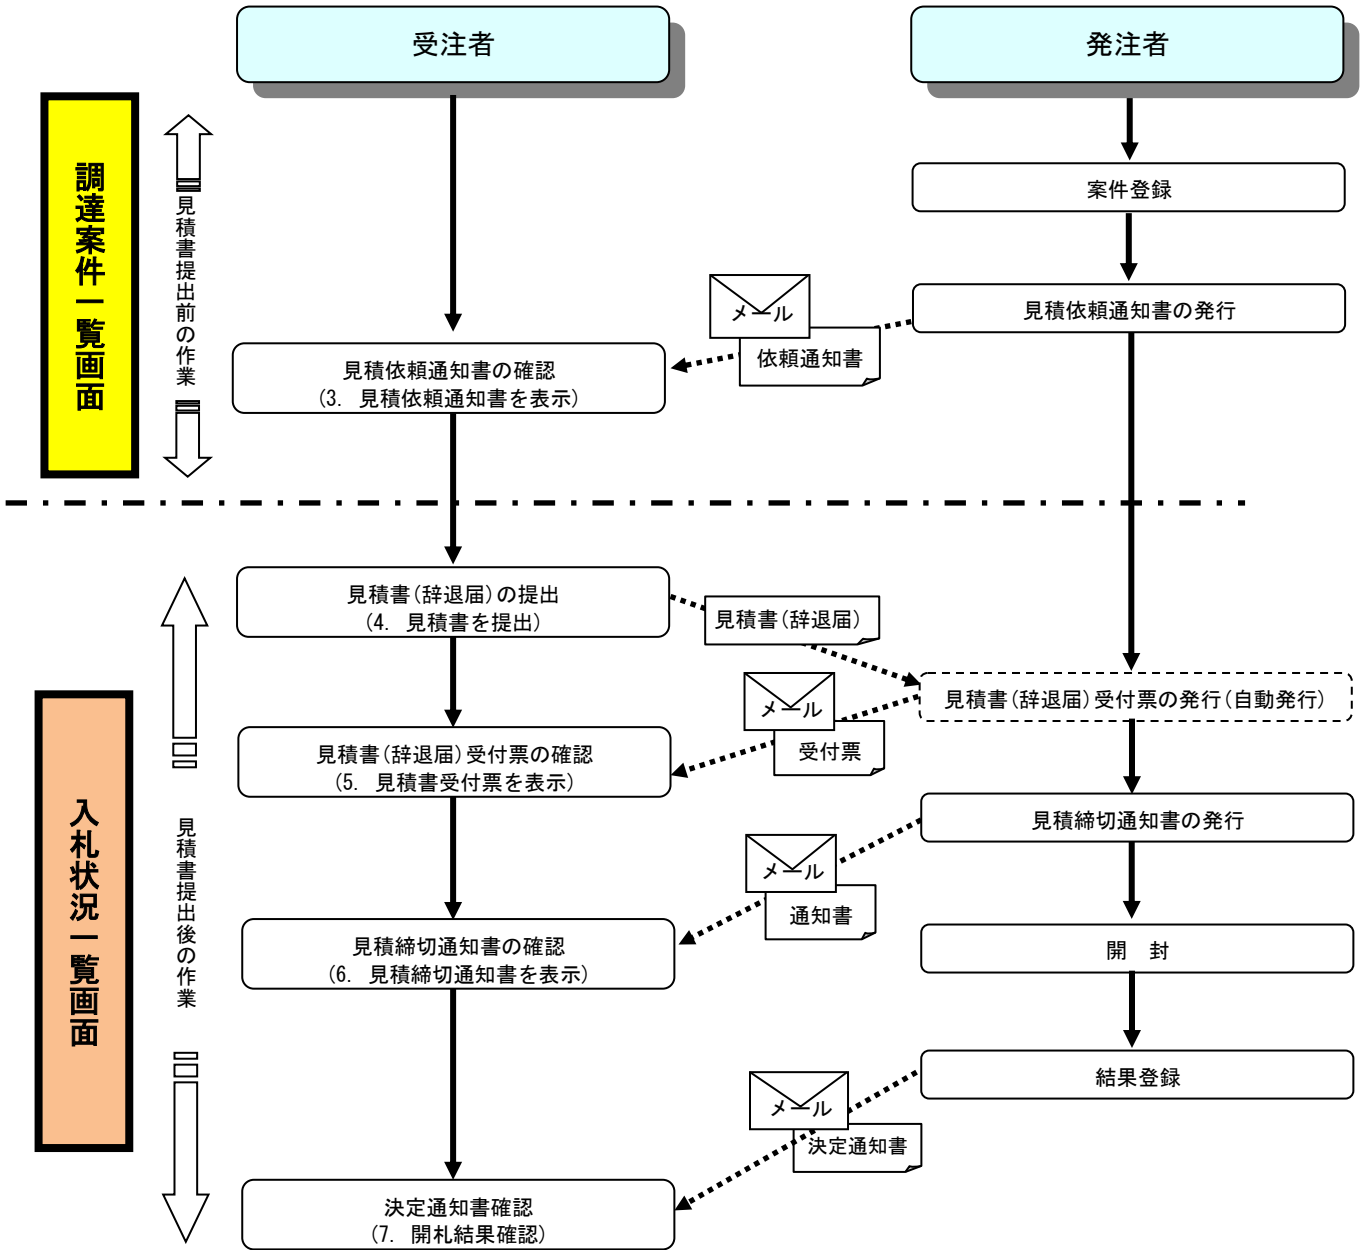 受注者
発注者
調達案件一覧画面
見積書提出前の作業
案件登録
見積依頼通知書の発行
メール
依頼通知書
見積依頼通知書の確認
(3. 見積依頼通知書を表示)
見積書(辞退届)の提出
(4. 見積書を提出)
見積書(辞退届)
見積書(辞退届)受付票の発行(自動発行)
メール
受付票
見積書(辞退届)受付票の確認
(5. 見積書受付票を表示)
入札状況一覧画面
見積書提出後の作業
見積締切通知書の発行
メール
通知書
見積締切通知書の確認
(6. 見積締切通知書を表示)
開　封
結果登録
メール
決定通知書
決定通知書確認
(7. 開札結果確認)